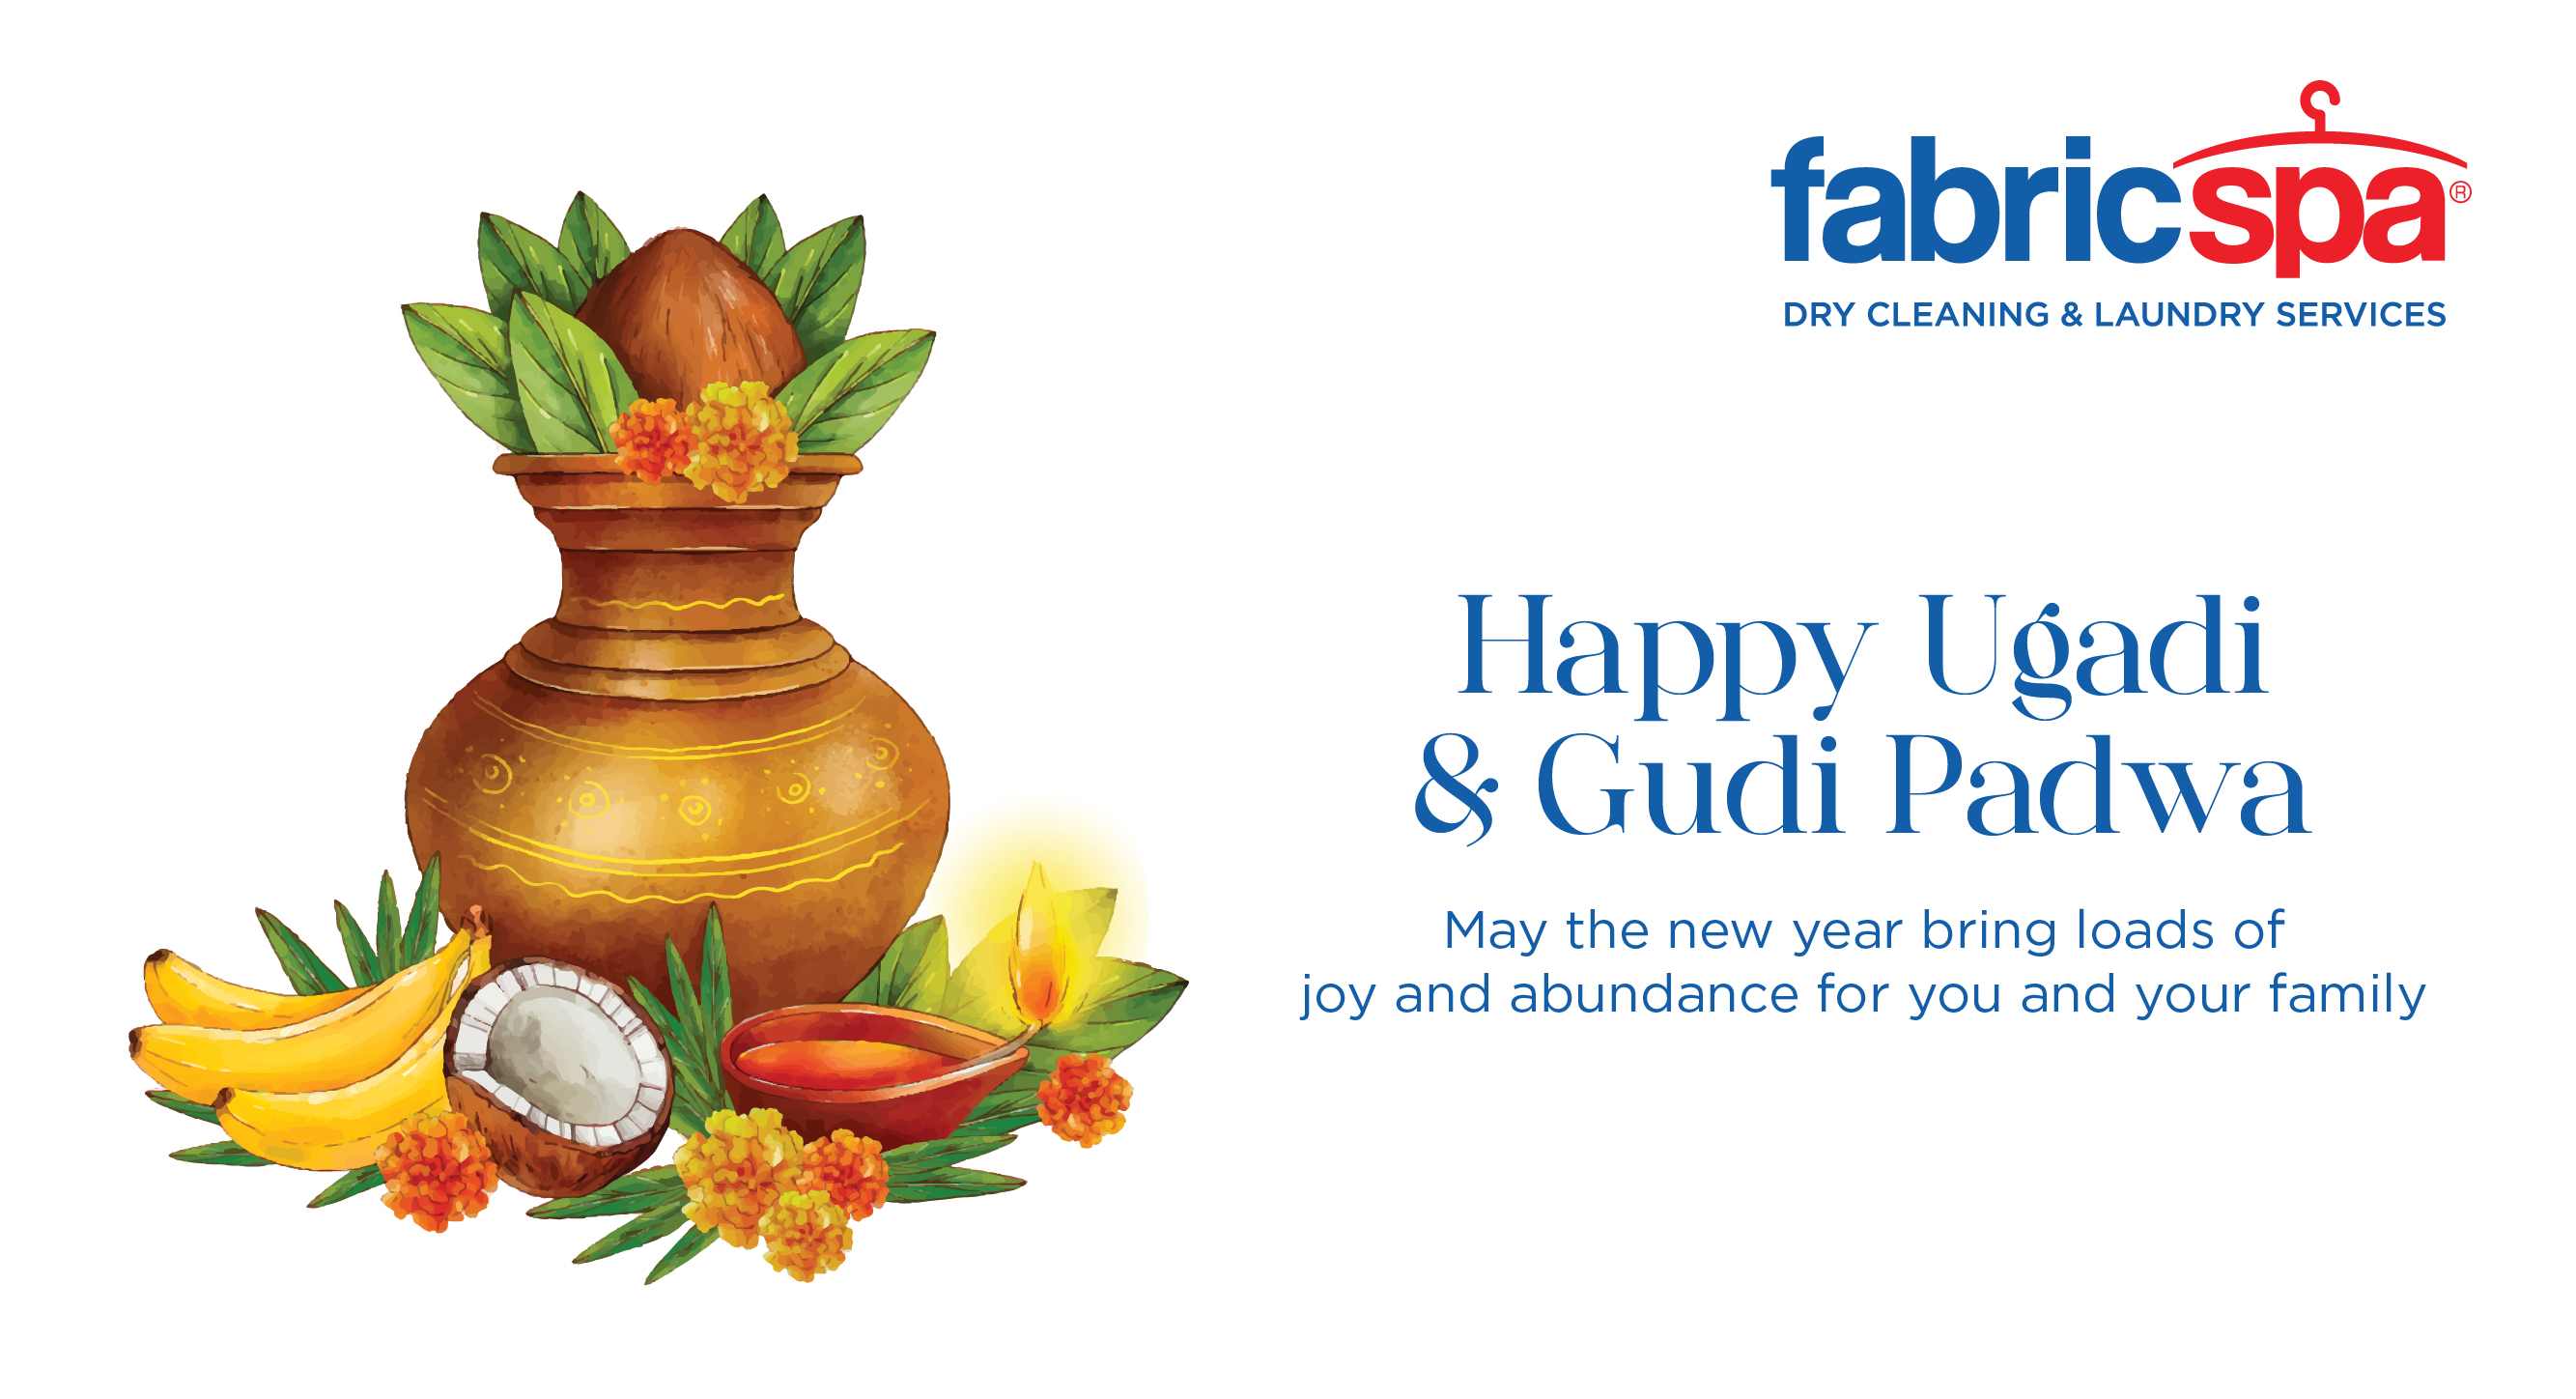 fabricspa®
DRY CLEANING & LAUNDRY SERVICES
Happy Ugadi
& Gudi Padwa
May the new year bring loads of
joy and abundance for you and your family